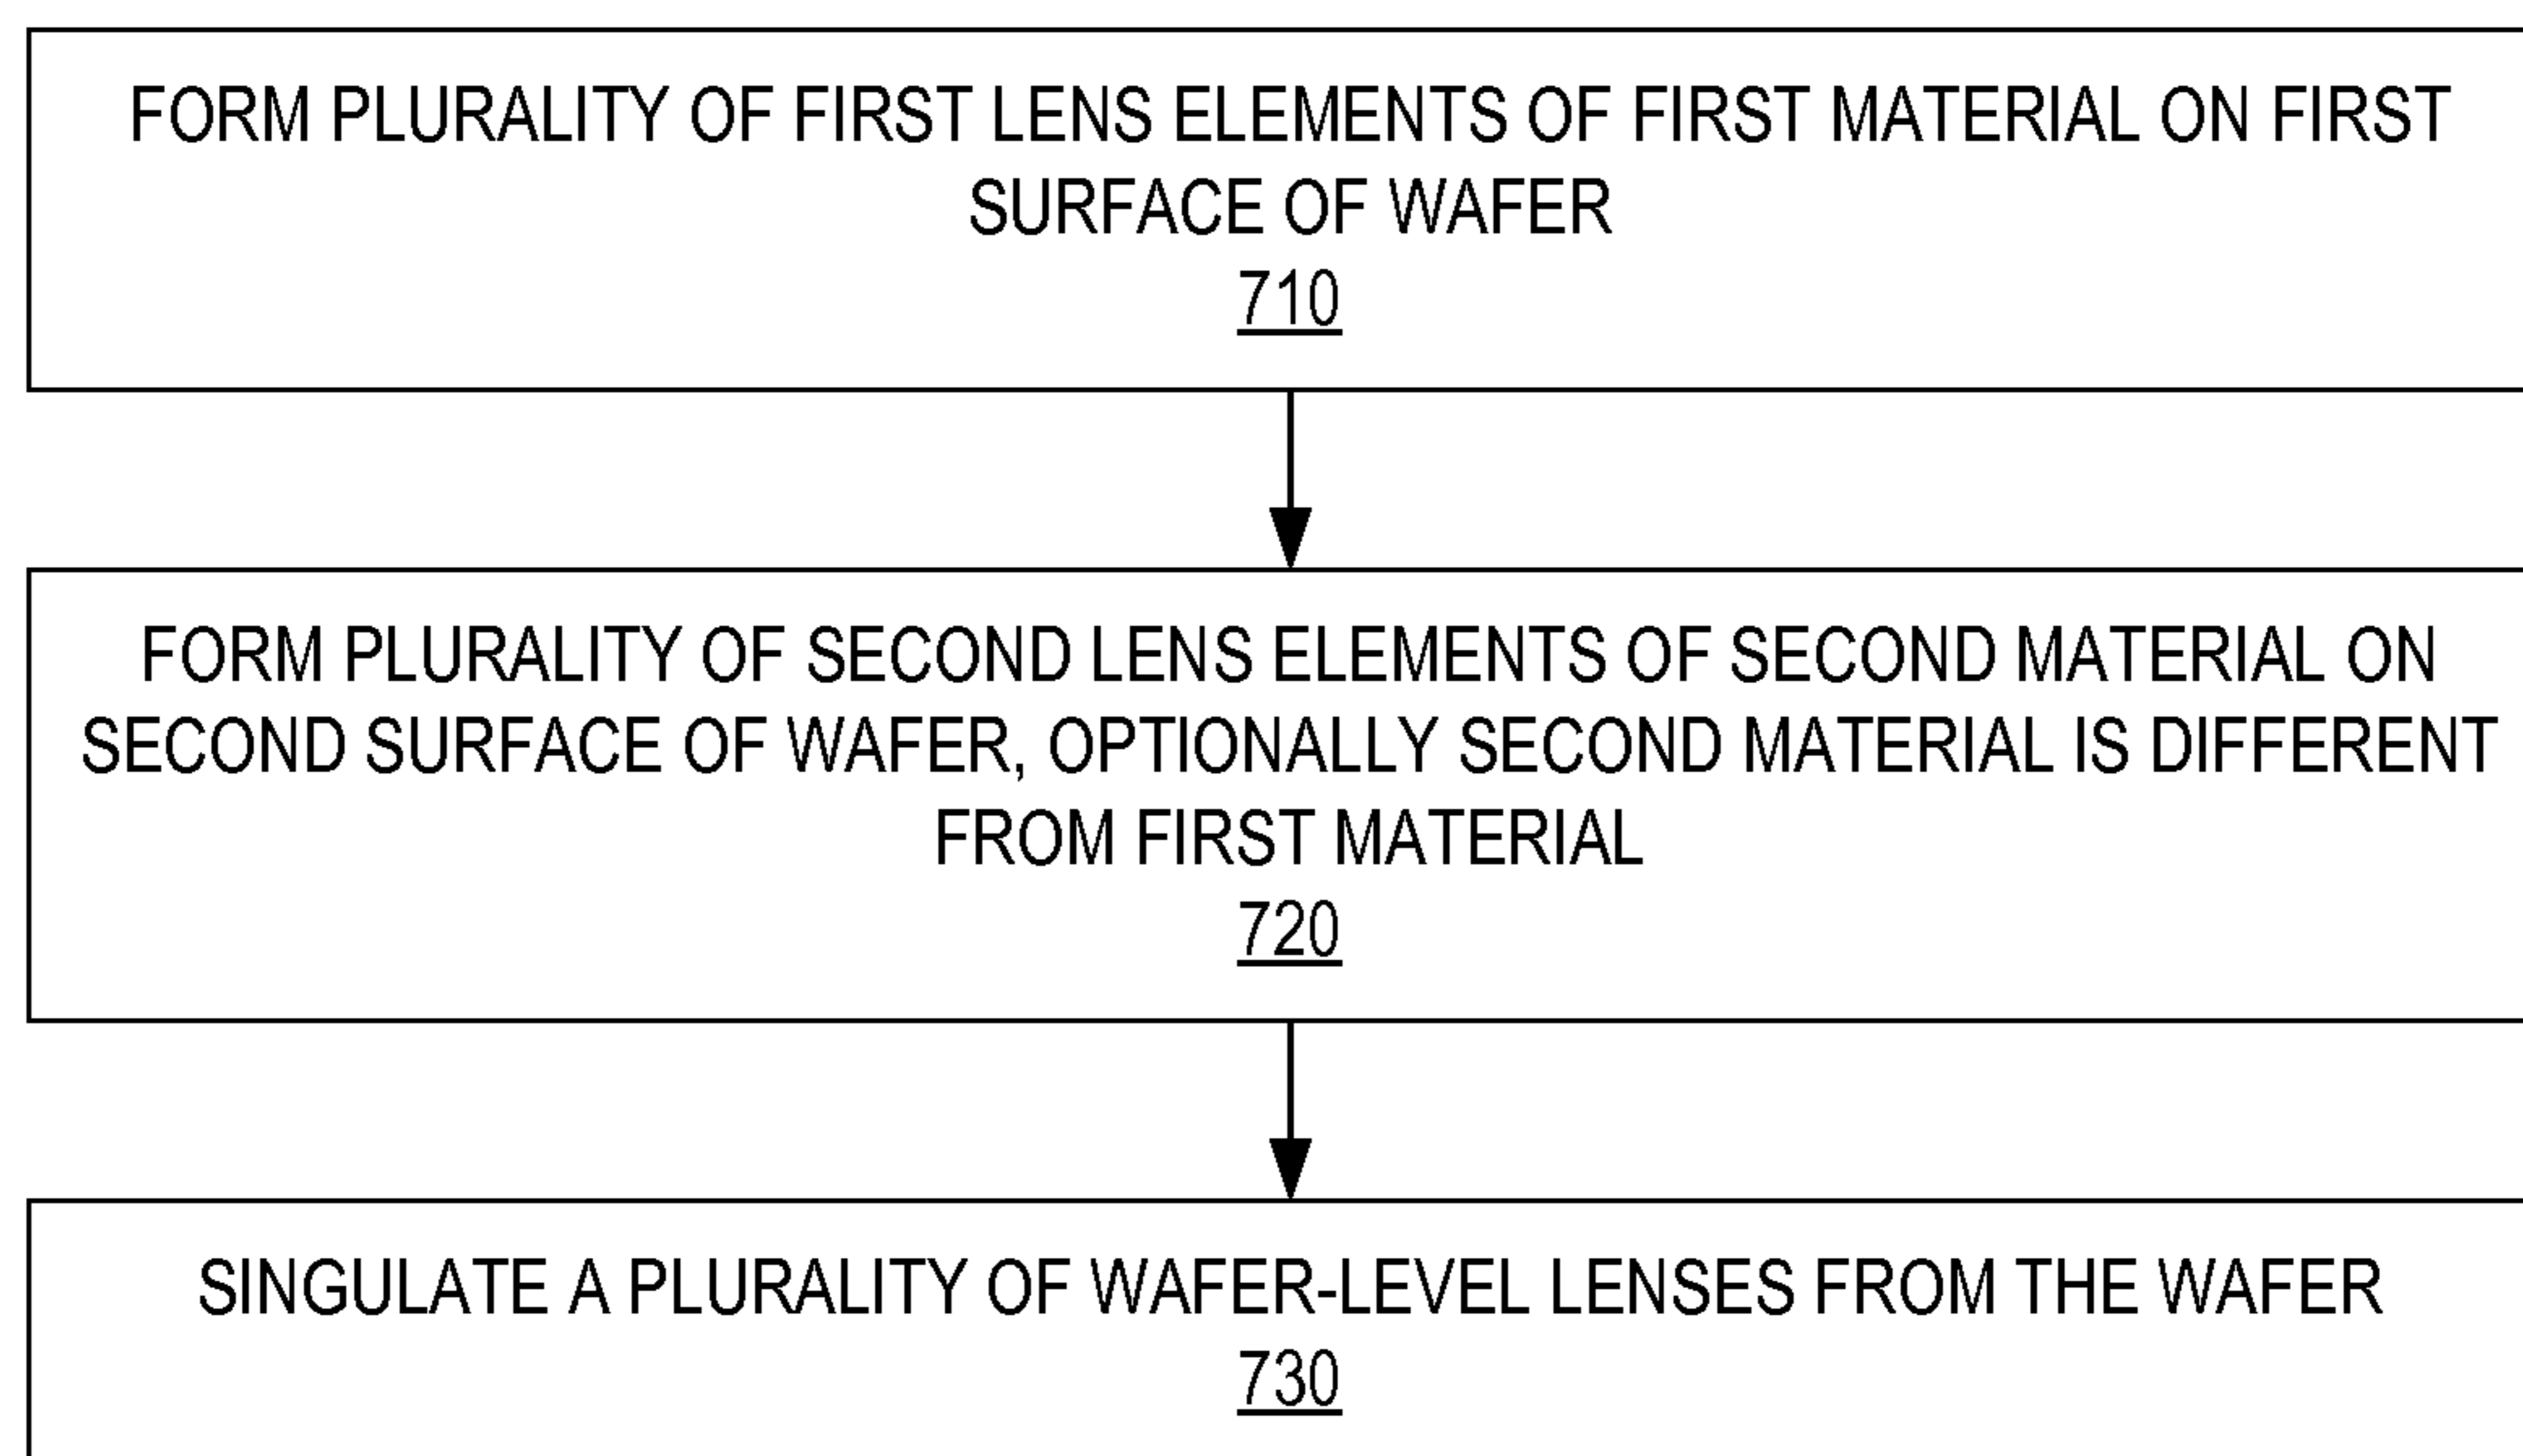 FORM PLURALITY OF FIRST LENS ELEMENTS OF FIRST MATERIAL ON FIRST
SURFACE OF WAFER
710
FORM PLURALITY OF SECOND LENS ELEMENTS OF SECOND MATERIAL ON
SECOND SURFACE OF WAFER, OPTIONALLY SECOND MATERIAL IS DIFFERENT
FROM FIRST MATERIAL
720
SINGULATE A PLURALITY OF WAFER-LEVEL LENSES FROM THE WAFER
730